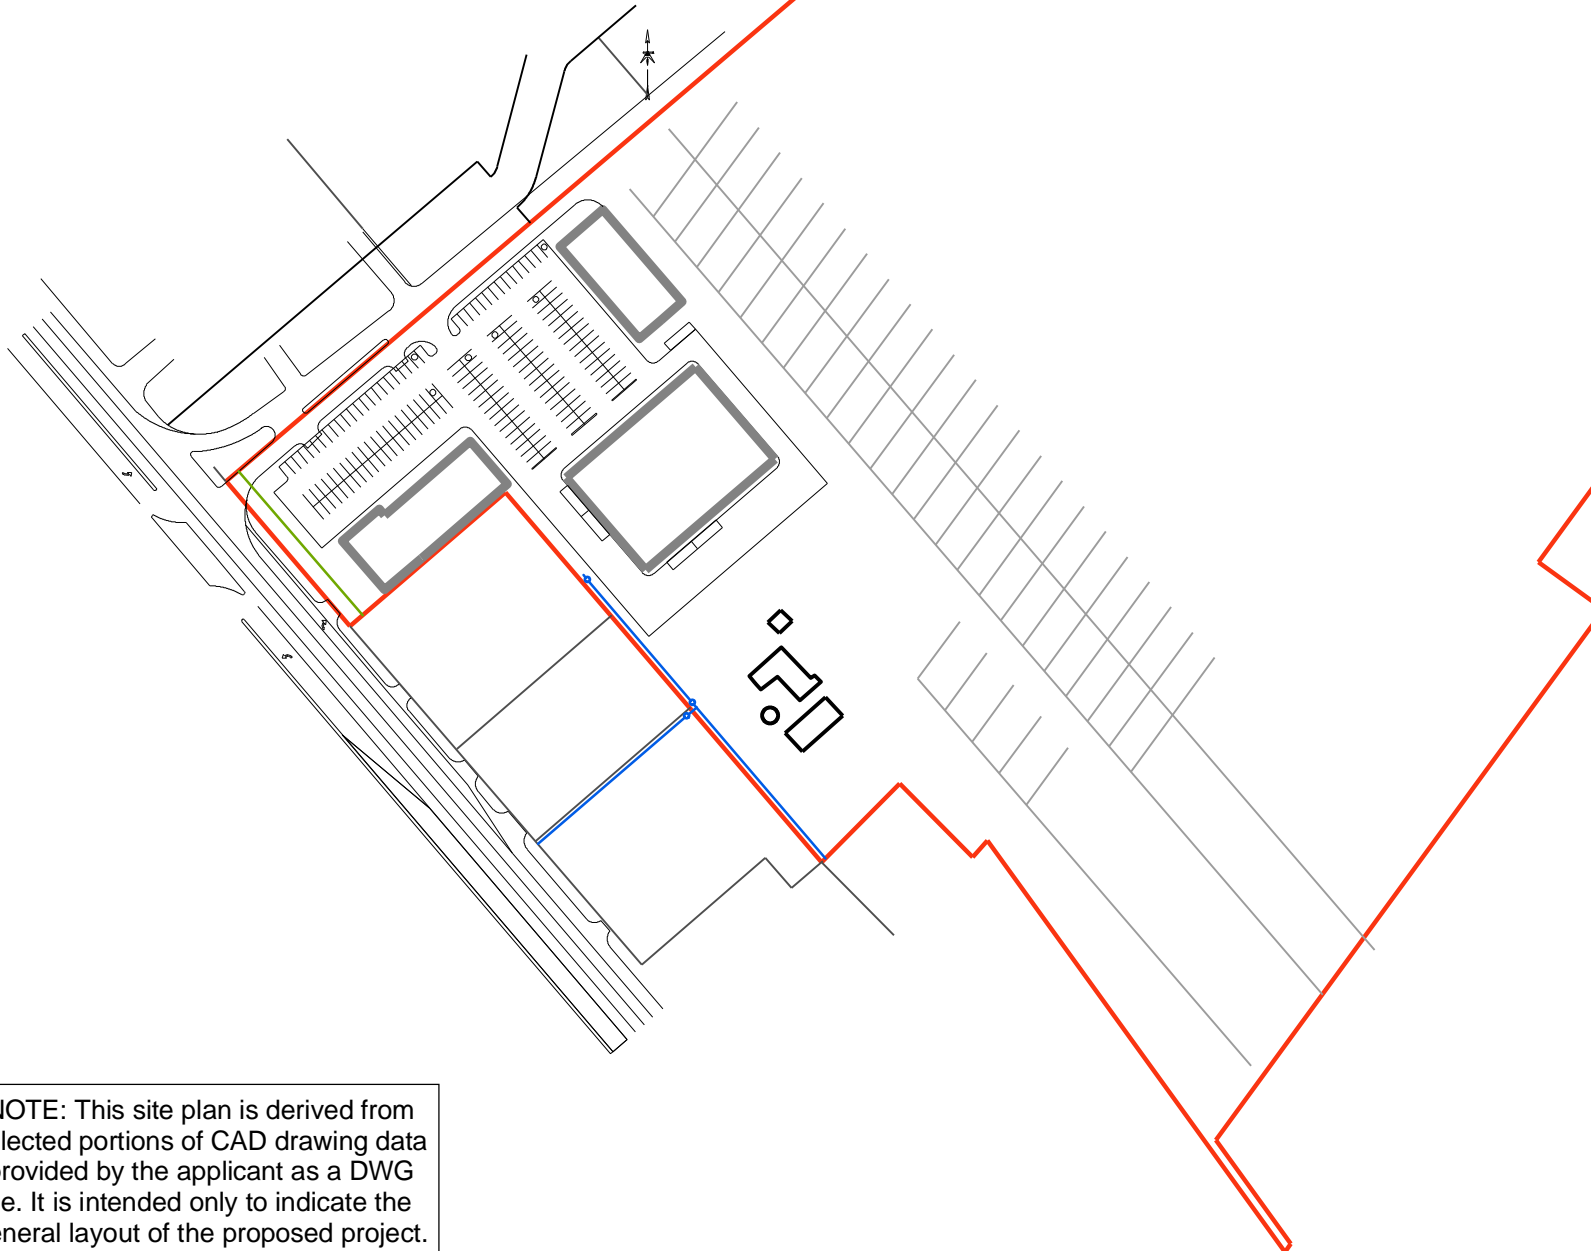 NOTE: This site plan is derived from
lected portions of CAD drawing data
provided by the applicant as a DWG
e. It is intended only to indicate the
eneral layout of the proposed project.